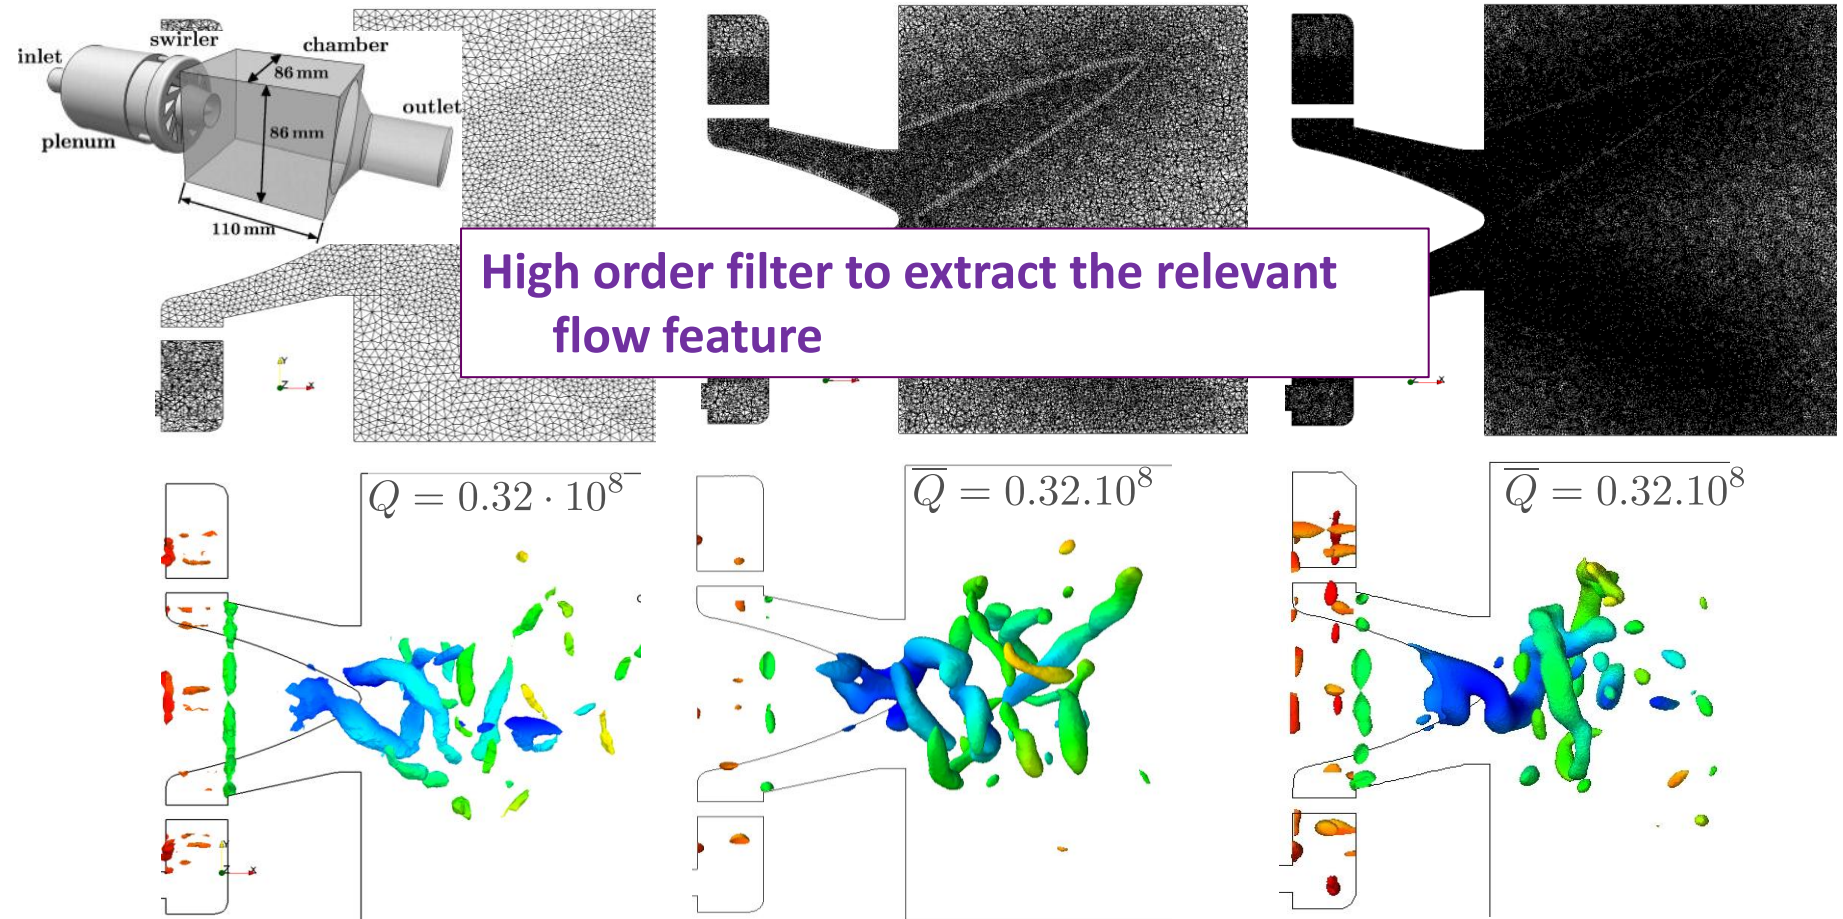 swirler
chamber
inlet
86 mm
outlet
86 mm
plenum
110 mm
High order filter to extract the relevant
flow feature
Y
Z
X
Q = 0.32 · 10⁸
Q̅ = 0.32.10⁸
Q̅ = 0.32.10⁸
Y
Z
X